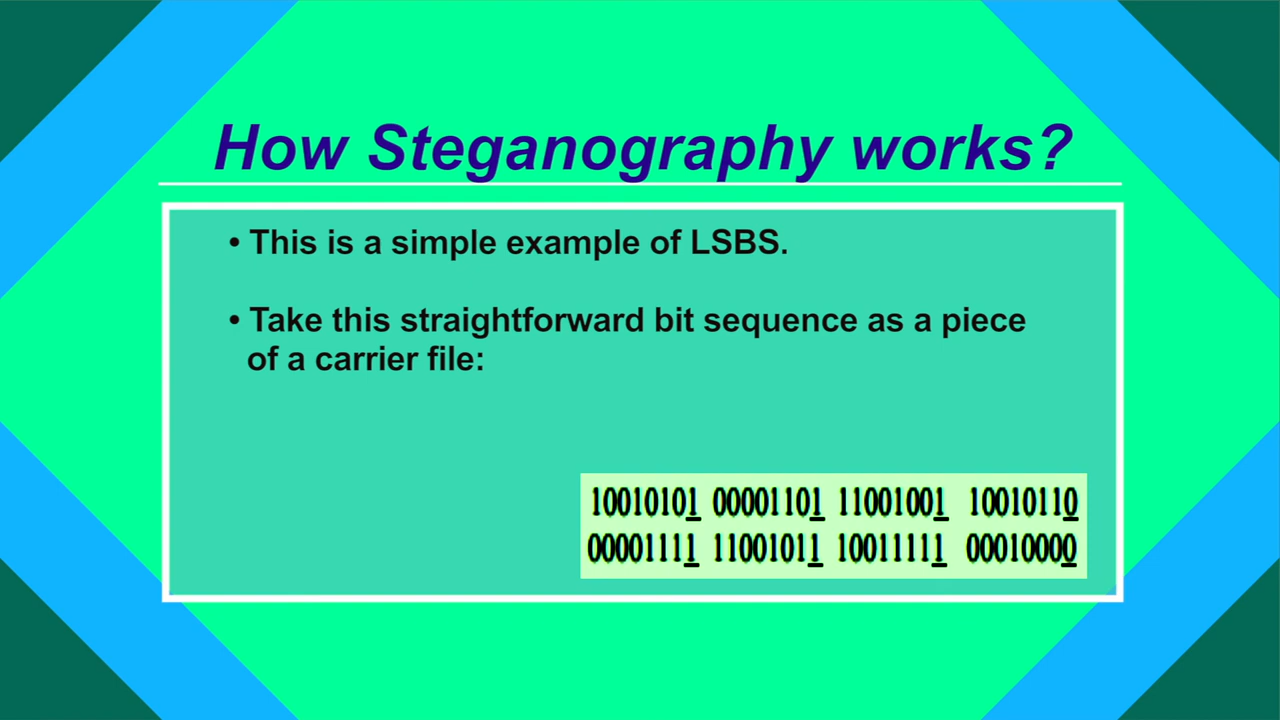 How Steganography works?
• This is a simple example of LSBS.
• Take this straightforward bit sequence as a piece
of a carrier file:
10010101 00001101 11001001 10010110
00001111 11001011 10011111 00010000